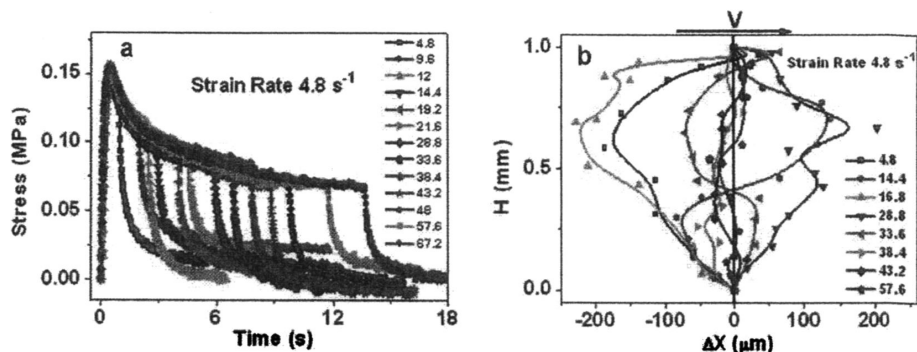 a
Strain Rate 4.8 s⁻¹
4.8
9.6
12
14.4
19.2
21.6
28.8
33.6
38.4
43.2
48
57.6
67.2
0.15
0.10
0.05
0.00
Stress (MPa)
0 6 12 18
Time (s)
V
b
Strain Rate 4.8 s⁻¹
4.8
14.4
16.8
28.8
33.6
38.4
43.2
57.6
1.0
0.5
0.0
H (mm)
-200 -100 0 100 200
ΔX (μm)